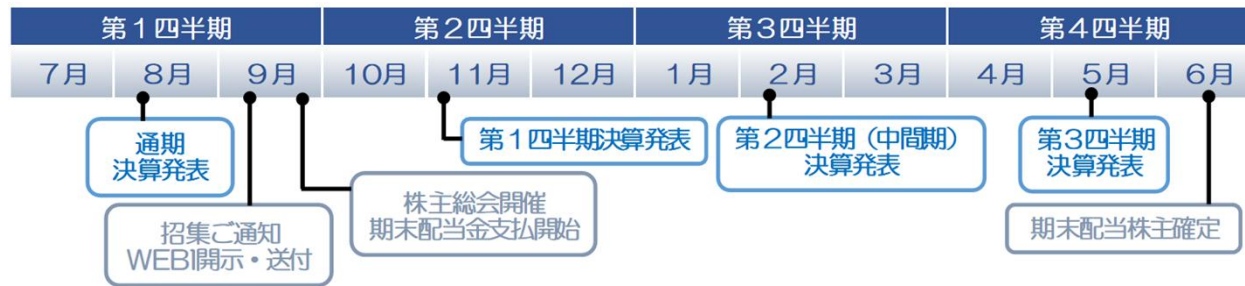 第1四半期 第2四半期 第3四半期 第4四半期
7月 8月 9月 10月 11月 12月 1月 2月 3月 4月 5月 6月
通期
決算発表
第1四半期決算発表
第2四半期（中間期）
決算発表
第3四半期
決算発表
招集ご通知
WEB開示・送付
株主総会開催
期末配当金支払開始
期末配当株主確定